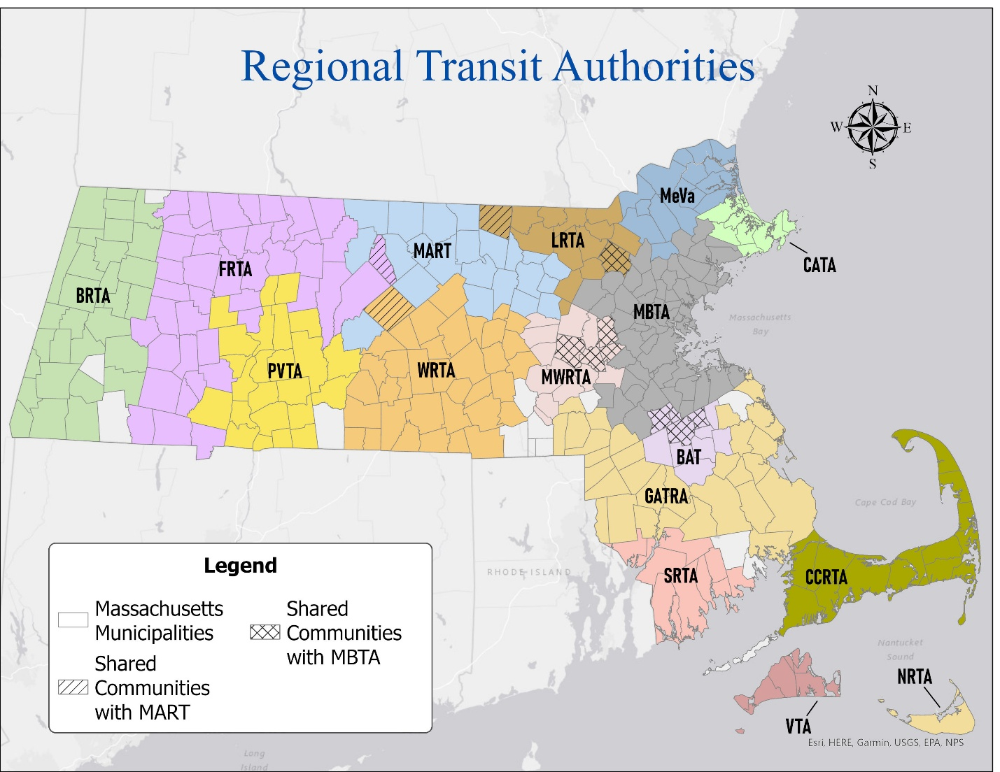 Regional Transit Authorities
N
W
E
S
MeVa
LRTA
MART
CATA
FRTA
BRTA
MBTA
Massachusetts
Bay
PVTA
WRTA
MWRTA
BAT
GATRA
Cape Cod Bay
RHODE ISLAND
SRTA
CCRTA
Legend
Massachusetts
Municipalities
Shared
Communities
with MART
Shared
Communities
with MBTA
Nantucket
Sound
NRTA
VTA
Esri, HERE, Garmin, USGS, EPA, NPS
Long
Island